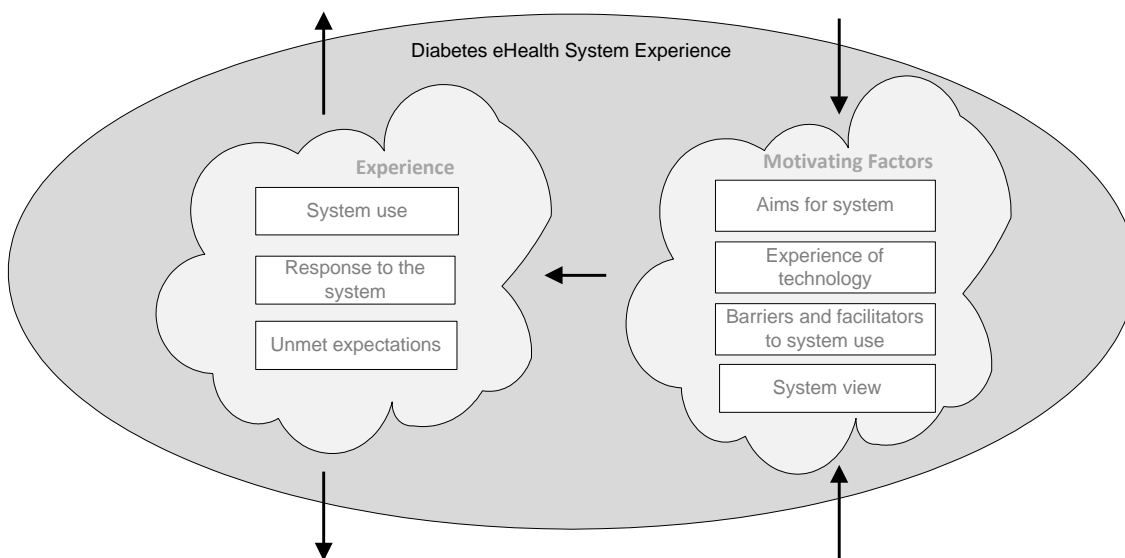 Diabetes eHealth System Experience
Experience
System use
Response to the
system
Unmet expectations
Motivating Factors
Aims for system
Experience of
technology
Barriers and facilitators
to system use
System view